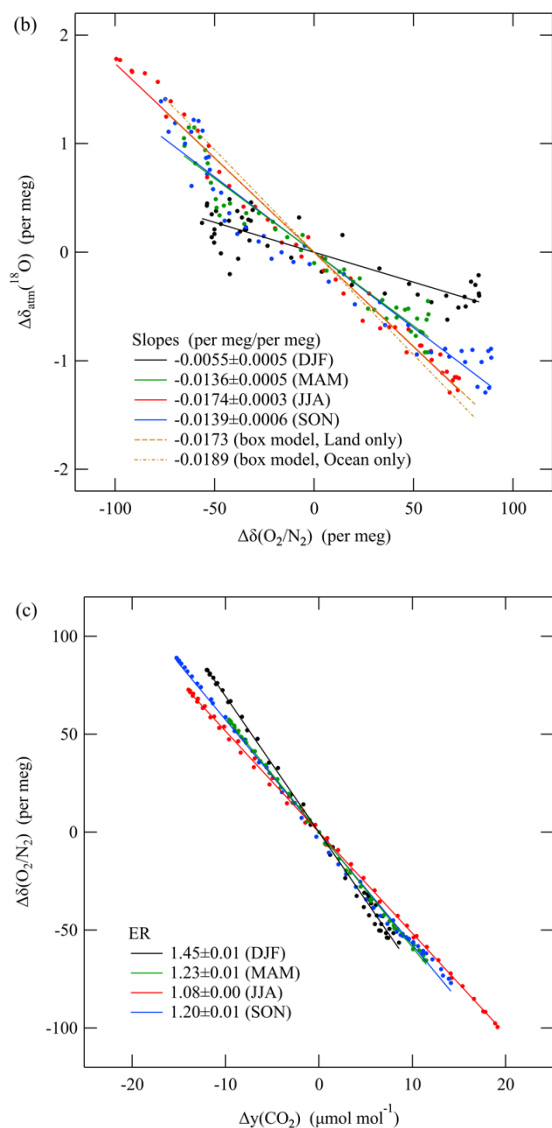 (b)
2
1
0
-1
-2
Δδatm(¹⁸O) (per meg)
Slopes (per meg/per meg)
-0.0055±0.0005 (DJF)
-0.0136±0.0005 (MAM)
-0.0174±0.0003 (JJA)
-0.0139±0.0006 (SON)
-0.0173 (box model, Land only)
-0.0189 (box model, Ocean only)
-100 -50 0 50 100
Δδ(O₂/N₂) (per meg)
(c)
100
50
0
-50
-100
Δδ(O₂/N₂) (per meg)
ER
1.45±0.01 (DJF)
1.23±0.01 (MAM)
1.08±0.00 (JJA)
1.20±0.01 (SON)
-20 -10 0 10 20
Δy(CO₂) (μmol mol⁻¹)